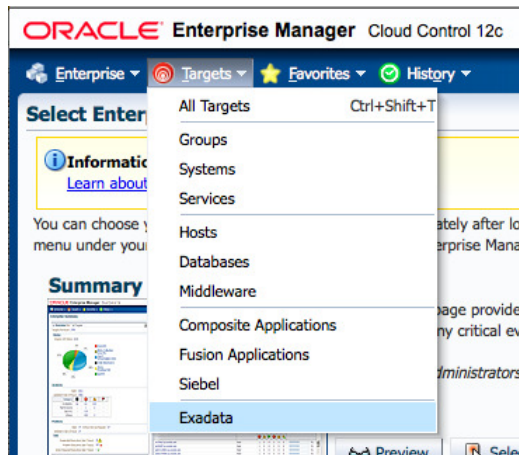 ORACLE Enterprise Manager Cloud Control 12c
Enterprise Targets Favorites History
Select Enter
All Targets Ctrl+Shift+T
Groups
Informatio
Systems
Learn about
Services
You can choose ately after lo
Hosts
menu under your erprise Mana
Databases
Summary
Middleware
page provide
Composite Applications
ny critical ev
Fusion Applications
Siebel
dministrators
Exadata
Preview Sele